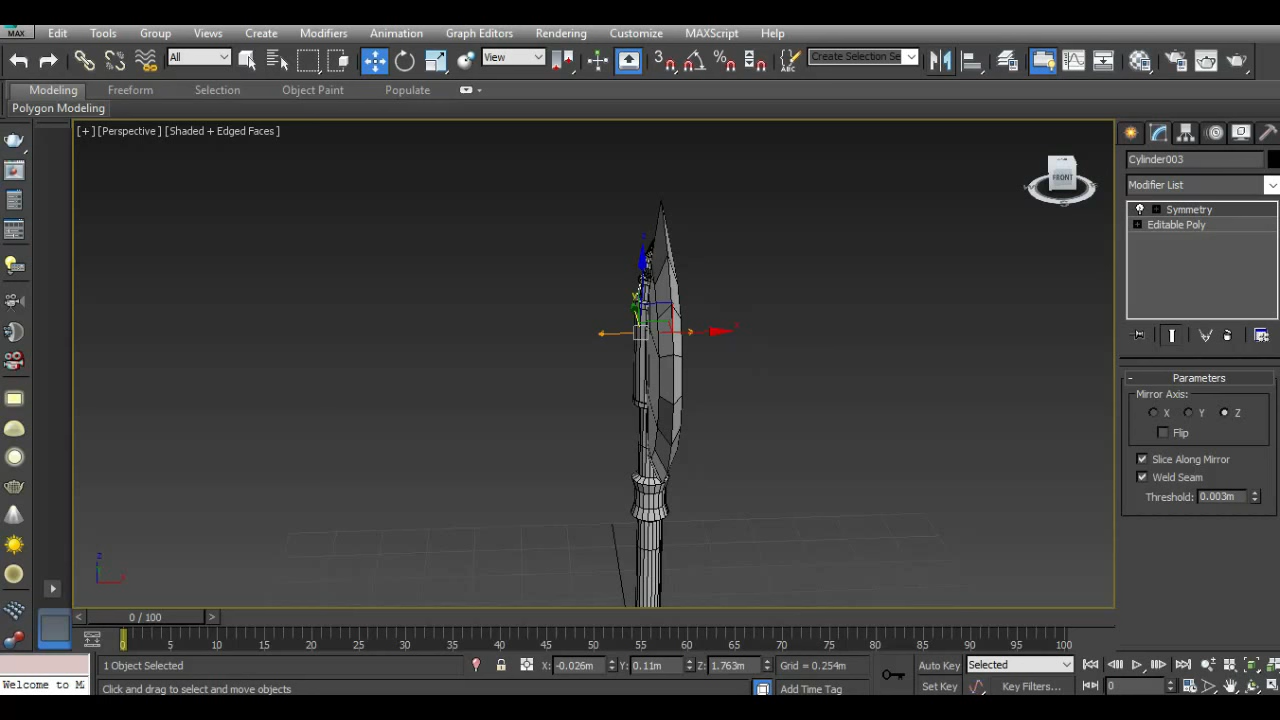 MAX
Edit Tools Group Views Create Modifiers Animation Graph Editors Rendering Customize MAXScript Help
All View 3 % ABC Create Selection Se
Modeling Freeform Selection Object Paint Populate
Polygon Modeling
[+] [Perspective] [Shaded + Edged Faces]
FRONT
Cylinder003
Modifier List
Symmetry
Editable Poly
Parameters
Mirror Axis:
X Y Z
Flip
Slice Along Mirror
Weld Seam
Threshold: 0.003m
z
x
0 / 100
0 5 10 15 20 25 30 35 40 45 50 55 60 65 70 75 80 85 90 95 100
1 Object Selected X: -0.026m Y: 0.11m Z: 1.763m Grid = 0.254m Auto Key Selected
Welcome to M Click and drag to select and move objects Add Time Tag Set Key Key Filters... 0